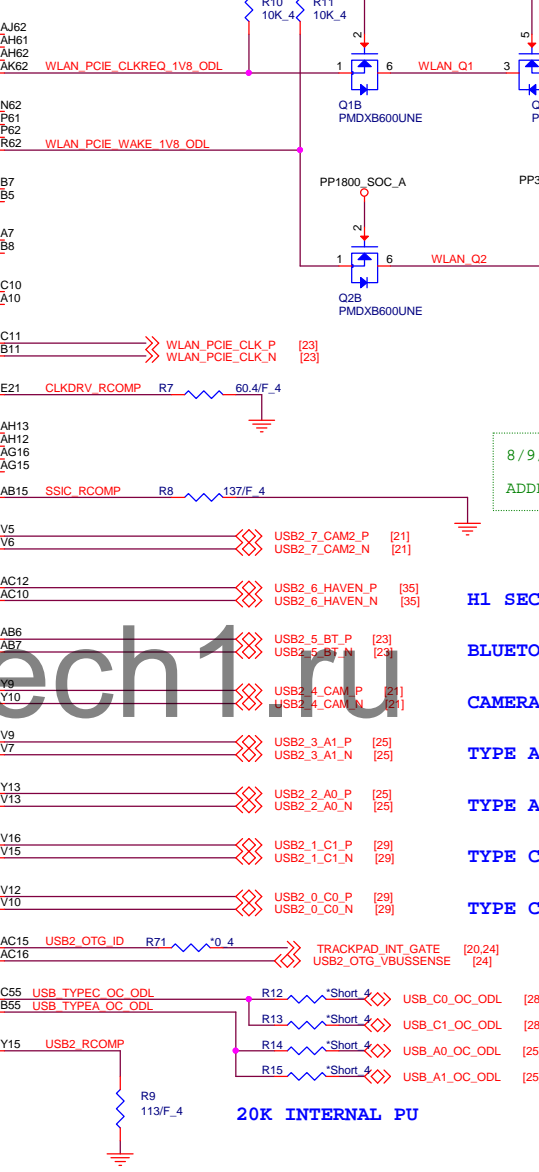 R10 R11
10K_4 10K_4
AJ62
AH61
AH62
AK62 WLAN_PCIE_CLKREQ_1V8_ODL
2 5
1 6 WLAN_Q1 3
Q1B
PMDXB600UNE
N62
P61
P62
R62 WLAN_PCIE_WAKE_1V8_ODL
B7
B5
PP1800_SOC_A PP3
A7
B8
2
1 6 WLAN_Q2
Q2B
PMDXB600UNE
C10
A10
C11 WLAN_PCIE_CLK_P [23]
B11 WLAN_PCIE_CLK_N [23]
E21 CLKDRV_RCOMP R7 60.4/F_4
AH13
AH12
AG16
AG15
8/9
ADD
AB15 SSIC_RCOMP R8 137/F_4
V5 USB2_7_CAM2_P [21]
V6 USB2_7_CAM2_N [21]
AC12 USB2_6_HAVEN_P [35]
AC10 USB2_6_HAVEN_N [35]
H1 SEC
AB6 USB2_5_BT_P [23]
AB7 USB2_5_BT_N [23]
BLUETO
ech1.ru
Y9 USB2_4_CAM_P [21]
Y10 USB2_4_CAM_N [21]
CAMERA
V9 USB2_3_A1_P [25]
V7 USB2_3_A1_N [25]
TYPE A
Y13 USB2_2_A0_P [25]
V13 USB2_2_A0_N [25]
TYPE A
V16 USB2_1_C1_P [29]
V15 USB2_1_C1_N [29]
TYPE C
V12 USB2_0_C0_P [29]
V10 USB2_0_C0_N [29]
TYPE C
AC15 USB2_OTG_ID R71 *0_4 TRACKPAD_INT_GATE [20,24]
AC16 USB2_OTG_VBUSSENSE [24]
C55 USB_TYPEC_OC_ODL R12 *Short_4 USB_C0_OC_ODL [28
B55 USB_TYPEA_OC_ODL
R13 *Short_4 USB_C1_OC_ODL [28
R14 *Short_4 USB_A0_OC_ODL [25
R15 *Short_4 USB_A1_OC_ODL [25
Y15 USB2_RCOMP
R9
113/F_4
20K INTERNAL PU